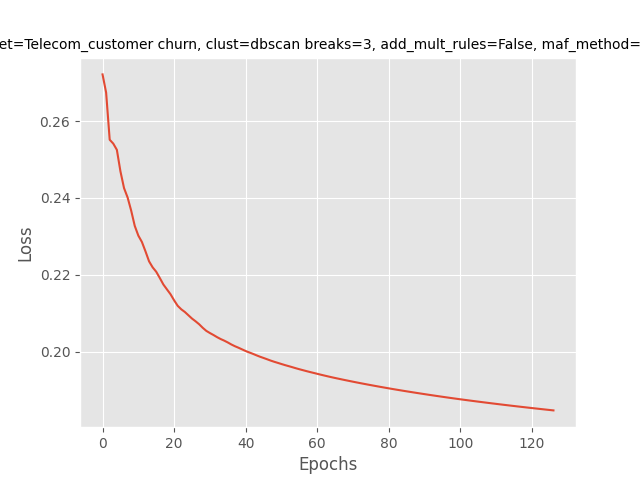 et=Telecom_customer churn, clust=dbscan breaks=3, add_mult_rules=False, maf_method=
0.26
0.24
0.22
0.20
Loss
0 20 40 60 80 100 120
Epochs